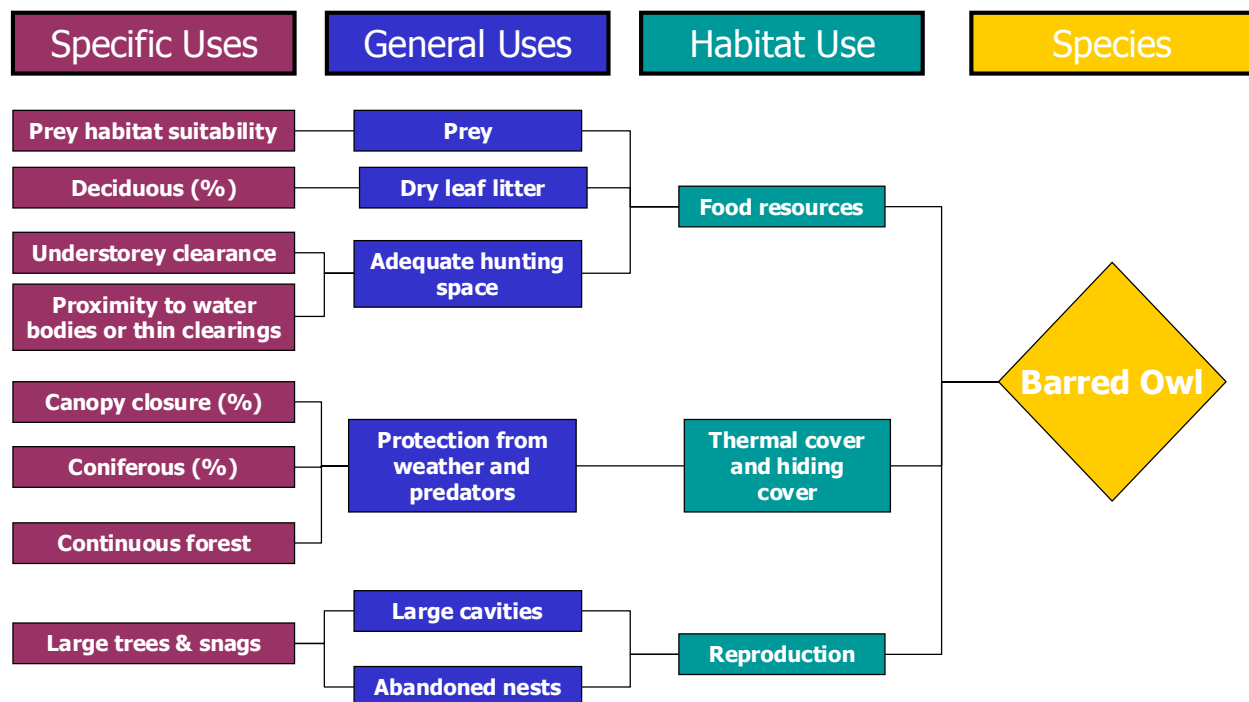 Specific Uses
General Uses
Habitat Use
Species
Prey habitat suitability
Prey
Deciduous (%)
Dry leaf litter
Food resources
Understorey clearance
Adequate hunting
space
Proximity to water
bodies or thin clearings
Barred Owl
Canopy closure (%)
Protection from
weather and
predators
Thermal cover
and hiding
cover
Coniferous (%)
Continuous forest
Large cavities
Large trees & snags
Reproduction
Abandoned nests